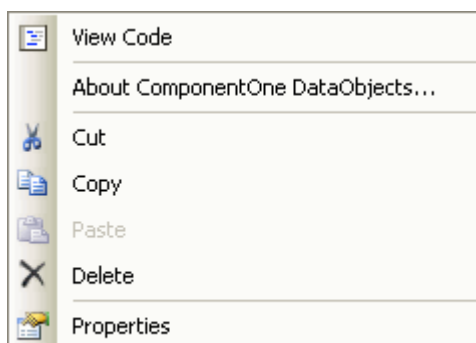 View Code
About ComponentOne DataObjects...
Cut
Copy
Paste
Delete
Properties